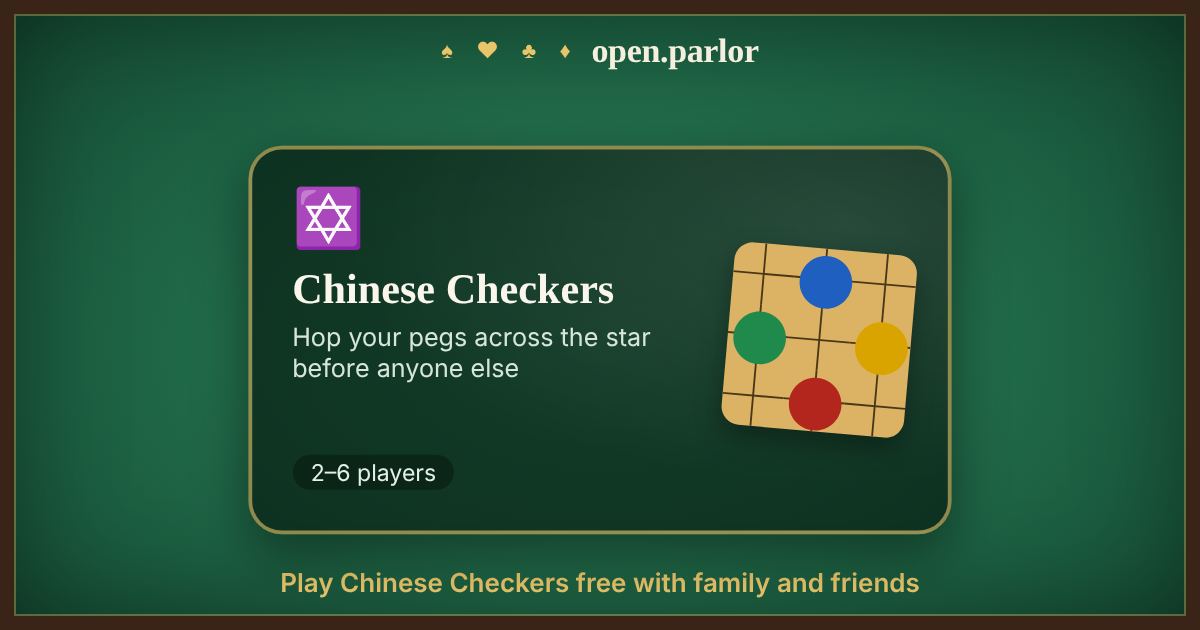 open.parlor
Chinese Checkers
Hop your pegs across the star
before anyone else
2–6 players
Play Chinese Checkers free with family and friends